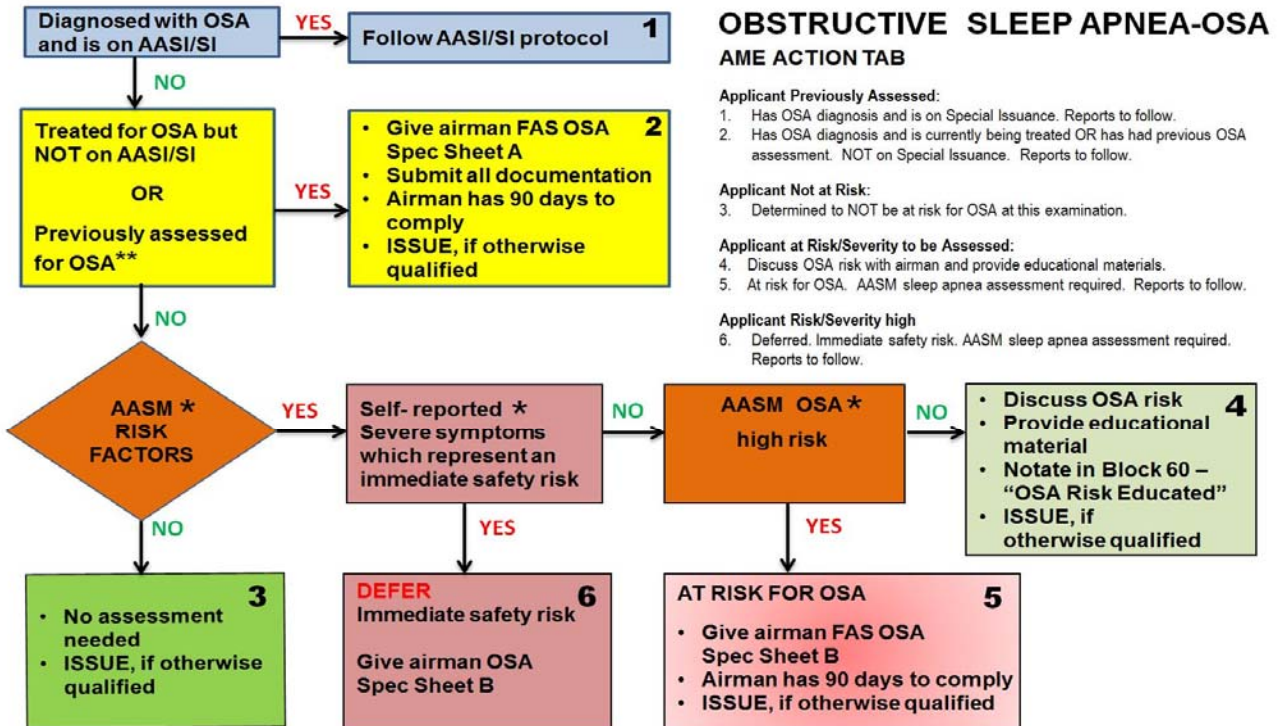 Diagnosed with OSA
and is on AASI/SI
YES
Follow AASI/SI protocol
1
NO
Treated for OSA but
NOT on AASI/SI
OR
Previously assessed
for OSA**
YES
2
• Give airman FAS OSA
Spec Sheet A
• Submit all documentation
• Airman has 90 days to
comply
• ISSUE, if otherwise
qualified
NO
OBSTRUCTIVE SLEEP APNEA-OSA
AME ACTION TAB
Applicant Previously Assessed:
1. Has OSA diagnosis and is on Special Issuance. Reports to follow.
2. Has OSA diagnosis and is currently being treated OR has had previous OSA
assessment. NOT on Special Issuance. Reports to follow.
Applicant Not at Risk:
3. Determined to NOT be at risk for OSA at this examination.
Applicant at Risk/Severity to be Assessed:
4. Discuss OSA risk with airman and provide educational materials.
5. At risk for OSA. AASM sleep apnea assessment required. Reports to follow.
Applicant Risk/Severity high
6. Deferred. Immediate safety risk. AASM sleep apnea assessment required.
Reports to follow.
AASM *
RISK
FACTORS
YES
Self- reported *
Severe symptoms
which represent an
immediate safety risk
NO
AASM OSA*
high risk
NO
4
• Discuss OSA risk
• Provide educational
material
• Notate in Block 60 –
"OSA Risk Educated"
• ISSUE, if
otherwise qualified
NO
YES
YES
3
• No assessment
needed
• ISSUE, if otherwise
qualified
DEFER
Immediate safety risk
6
Give airman OSA
Spec Sheet B
AT RISK FOR OSA
5
• Give airman FAS OSA
Spec Sheet B
• Airman has 90 days to comply
• ISSUE, if otherwise qualified